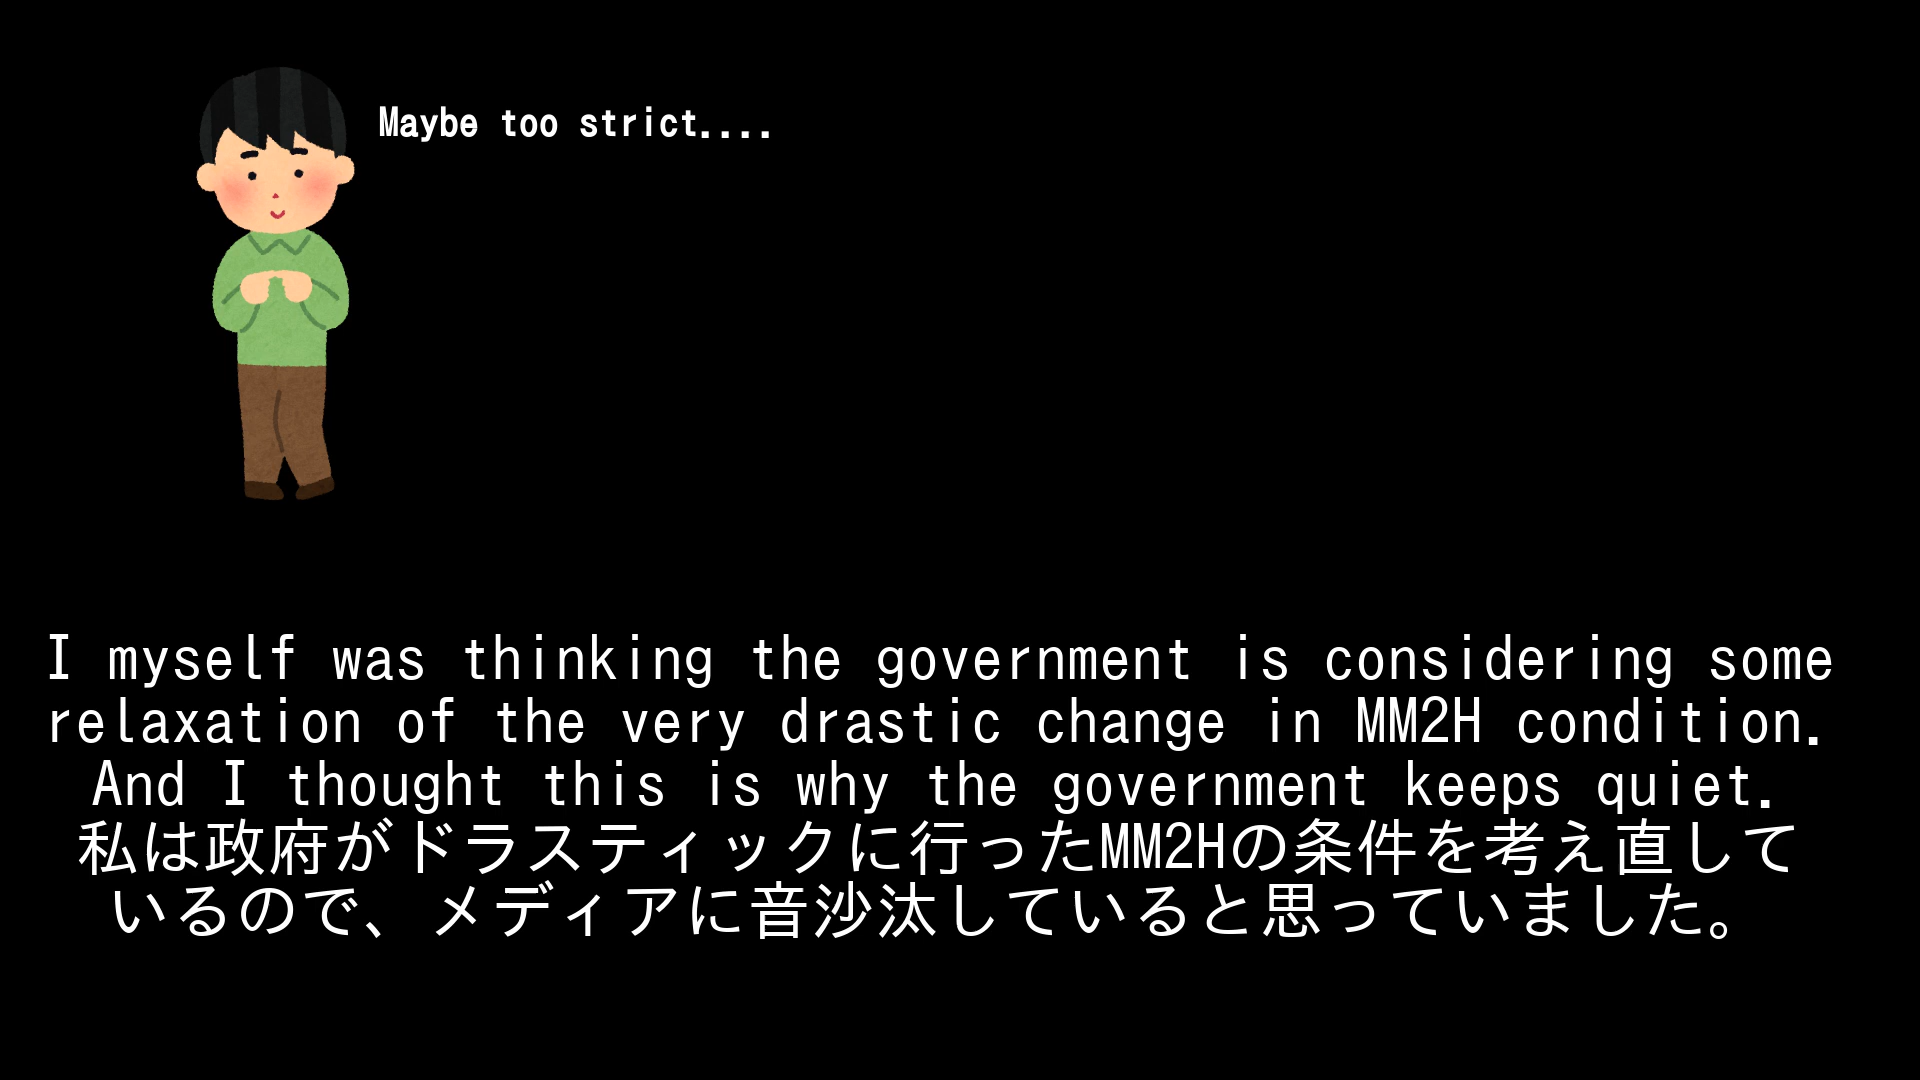 Maybe too strict....
I myself was thinking the government is considering some
relaxation of the very drastic change in MM2H condition.
And I thought this is why the government keeps quiet.
私は政府がドラスティックに行ったMM2Hの条件を考え直して
いるので、メディアに音沙汰していると思っていました。